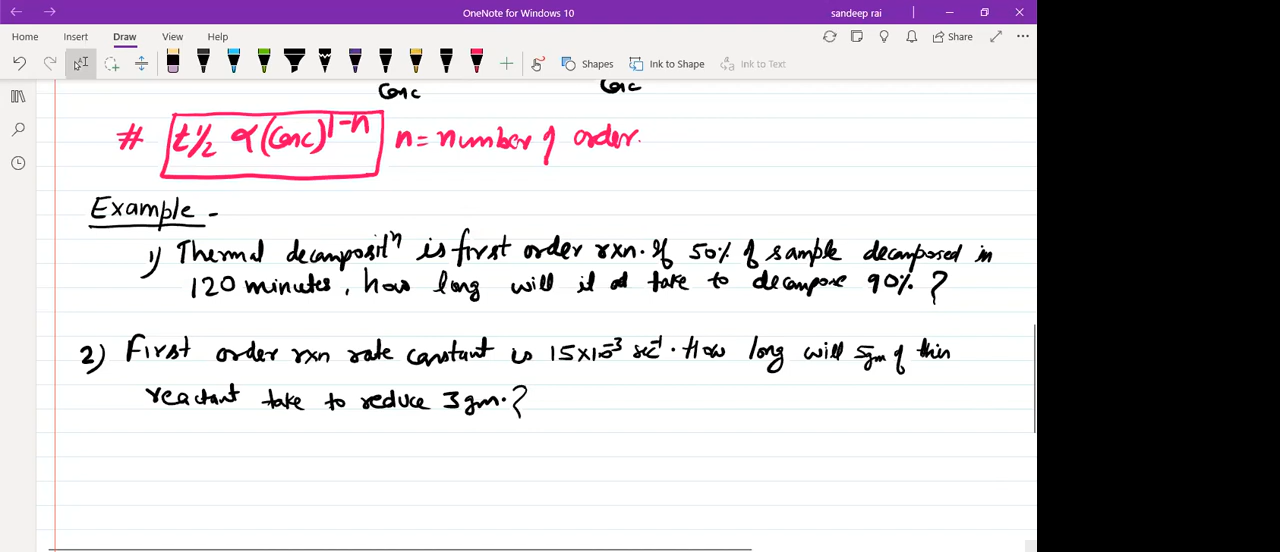 OneNote for Windows 10
sandeep rai
Home Insert Draw View Help Share
Shapes Ink to Shape Ink to Text
Conc Conc
# t1/2 ∝ (Conc)^1-n n = number of order.
Example -
1) Thermal decompositⁿ is first order rxn. If 50% of sample decomposed in
120 minutes, how long will it take to decompose 90%?
2) First order rxn rate constant is 15×10⁻³ sec⁻¹. How long will 5gm of this
reactant take to reduce 3gm.?